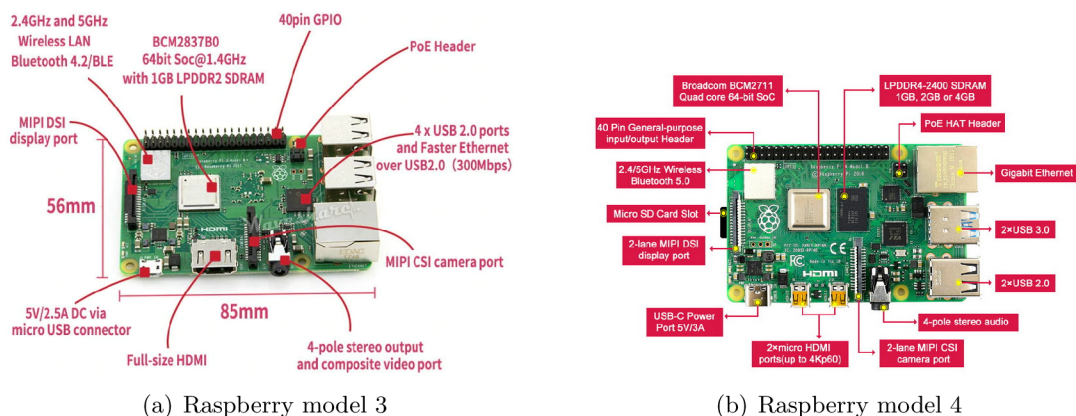 2.4GHz and 5GHz
Wireless LAN
Bluetooth 4.2/BLE
BCM2837B0
64bit Soc@1.4GHz
with 1GB LPDDR2 SDRAM
40pin GPIO
PoE Header
MIPI DSI
display port
4 x USB 2.0 ports
and Faster Ethernet
over USB2.0（300Mbps）
56mm
MIPI CSI camera port
85mm
5V/2.5A DC via
micro USB connector
Full-size HDMI
4-pole stereo output
and composite video port
(a) Raspberry model 3
Broadcom BCM2711
Quad core 64-bit SoC
LPDDR4-2400 SDRAM
1GB, 2GB or 4GB
40 Pin General-purpose
input/output Header
PoE HAT Header
2.4/5GHz Wireless
Bluetooth 5.0
Gigabit Ethernet
Micro SD Card Slot
2×USB 3.0
2-lane MIPI DSI
display port
FC
CE
HDMI
2×USB 2.0
USB-C Power
Port 5V/3A
4-pole stereo audio
2×micro HDMI
ports(up to 4Kp60)
2-lane MIPI CSI
camera port
(b) Raspberry model 4